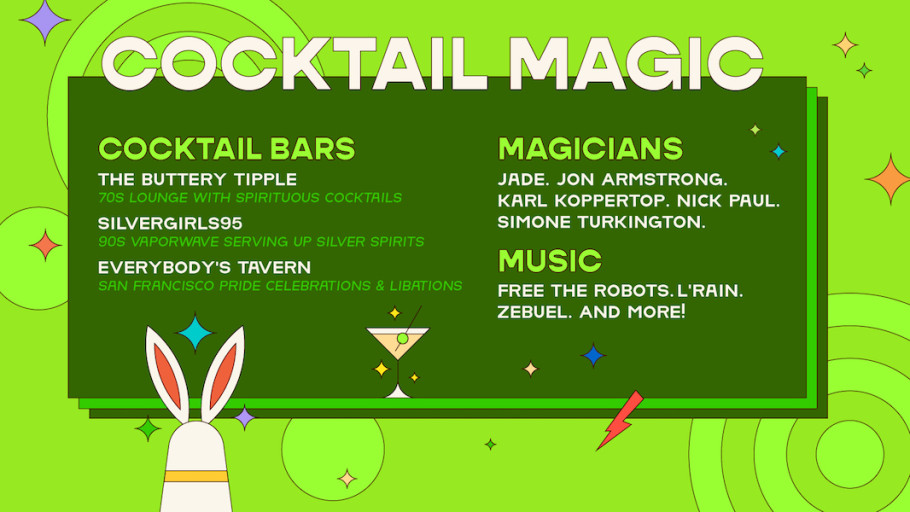 COCKTAIL MAGIC
COCKTAIL BARS
THE BUTTERY TIPPLE
70S LOUNGE WITH SPIRITUOUS COCKTAILS
SILVERGIRLS95
90S VAPORWAVE SERVING UP SILVER SPIRITS
EVERYBODY'S TAVERN
SAN FRANCISCO PRIDE CELEBRATIONS & LIBATIONS
MAGICIANS
JADE. JON ARMSTRONG.
KARL KOPPERTOP. NICK PAUL.
SIMONE TURKINGTON.
MUSIC
FREE THE ROBOTS. L'RAIN.
ZEBUEL. AND MORE!